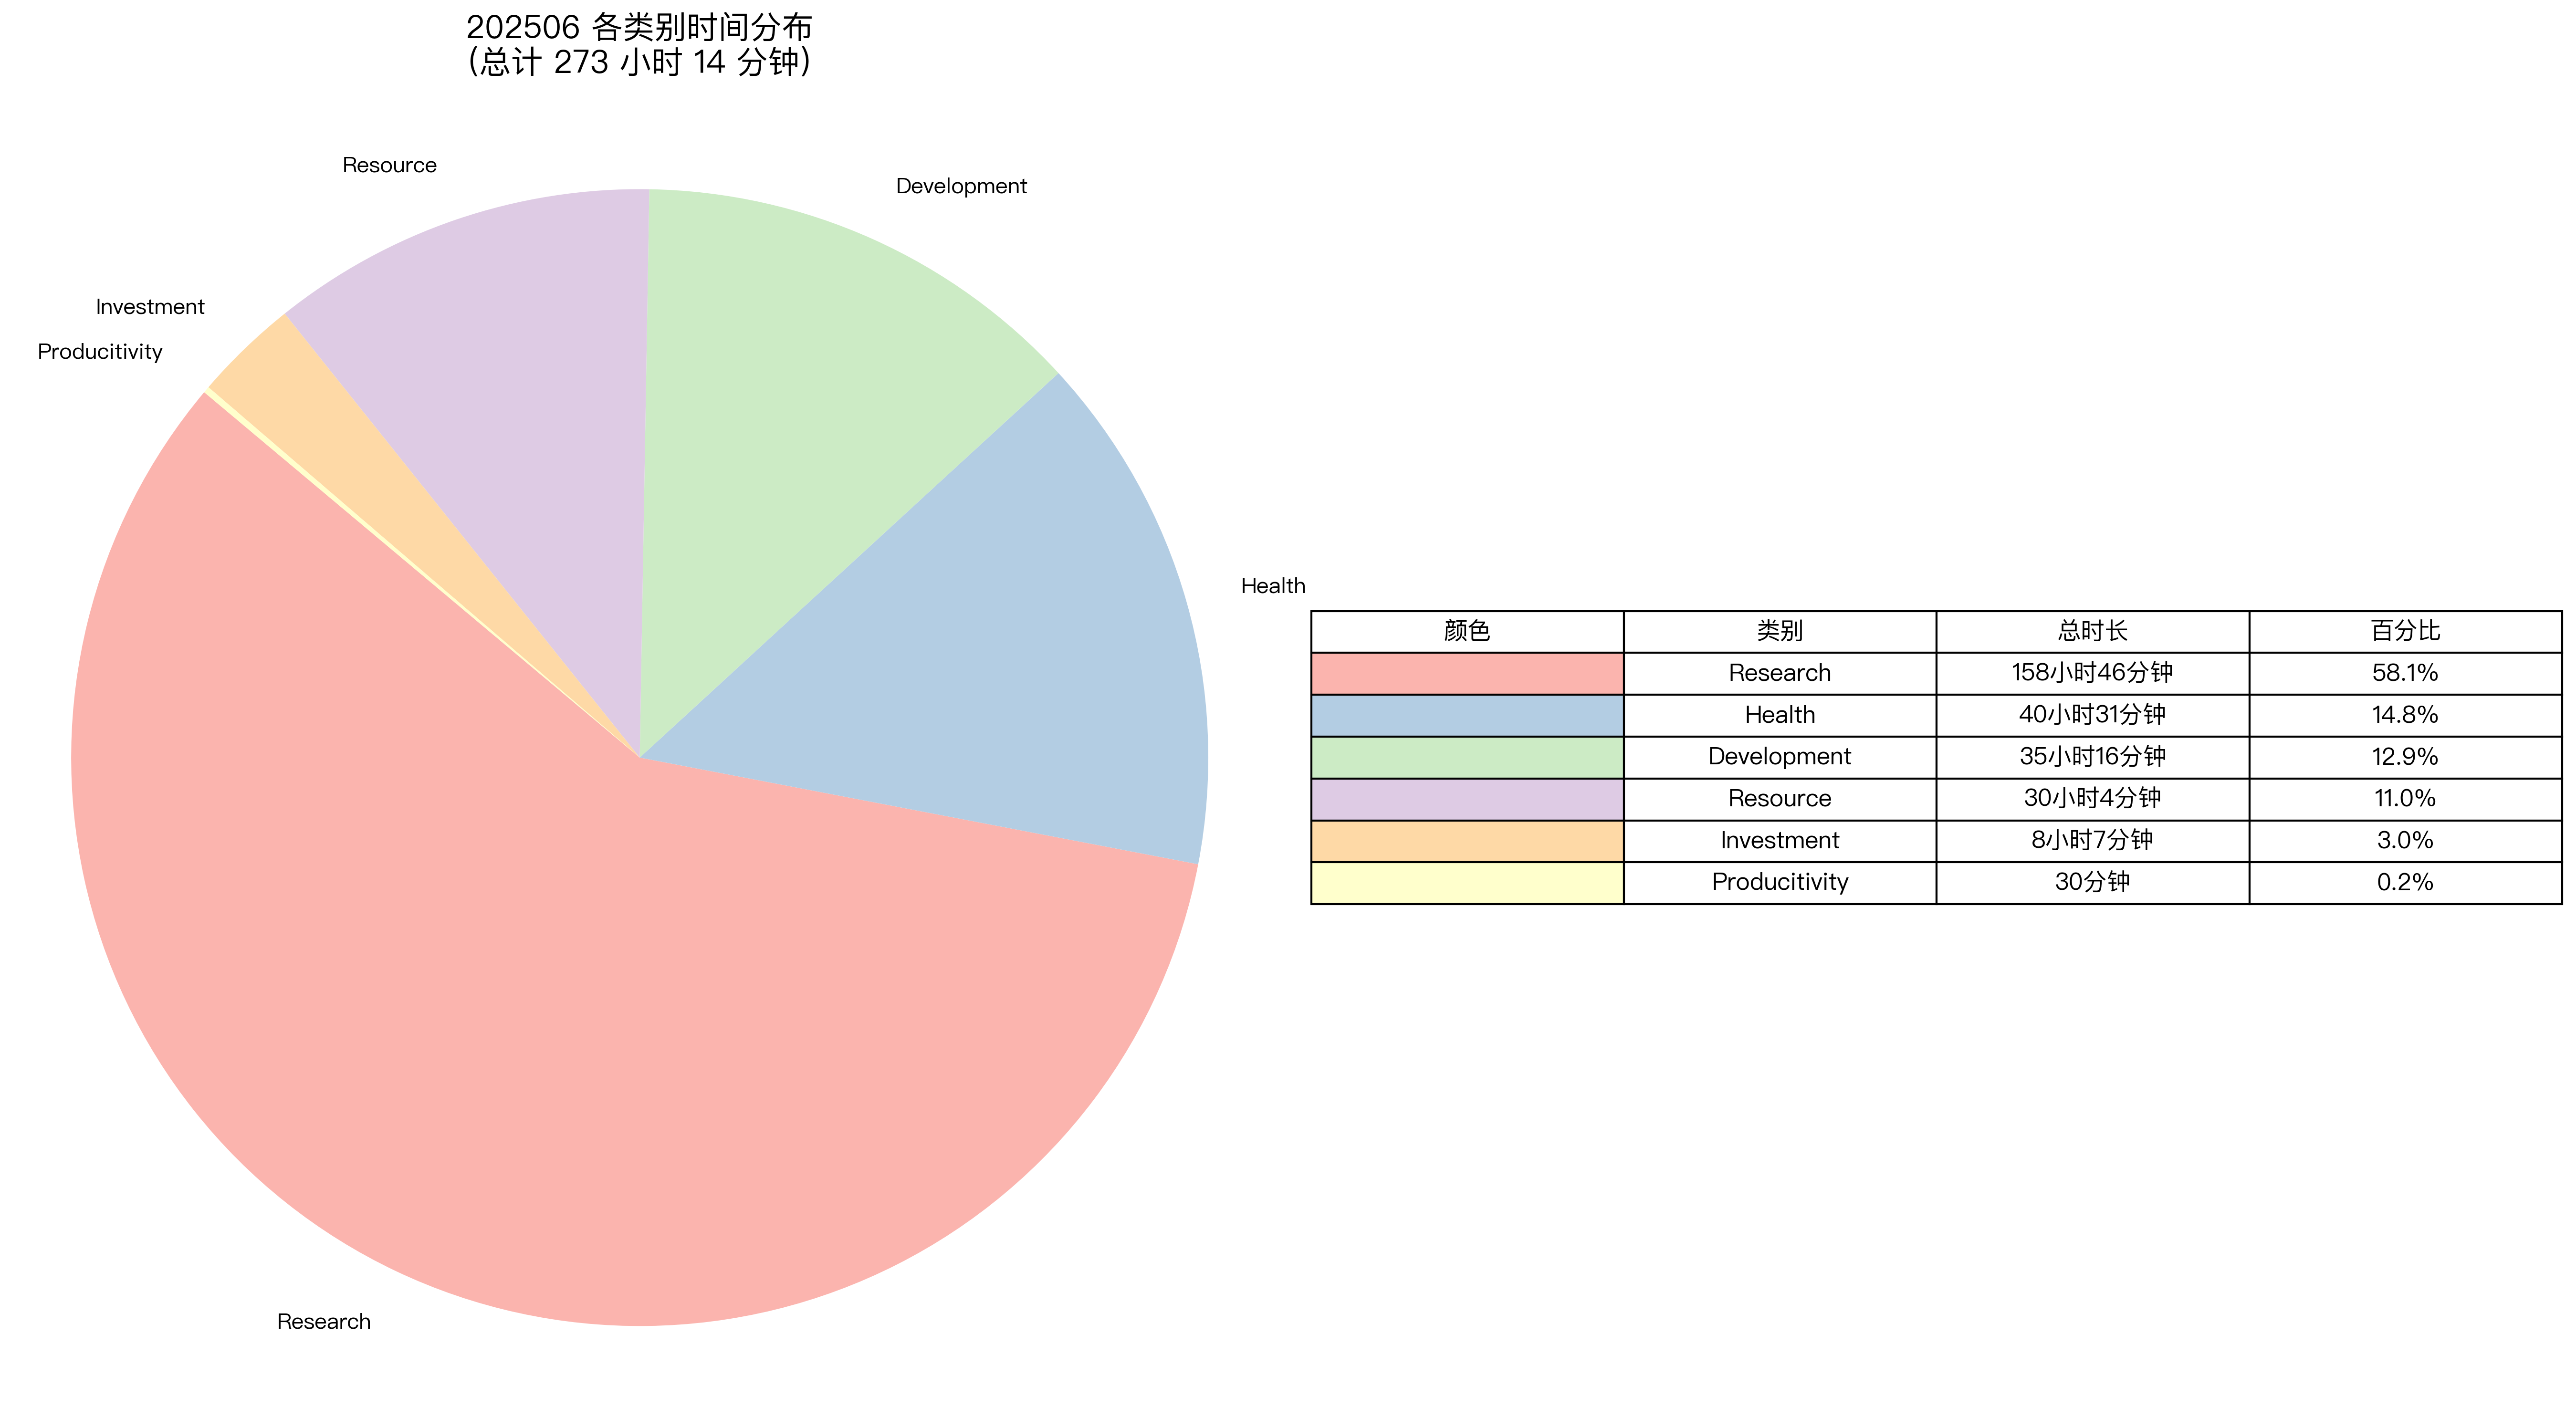 202506 各类别时间分布
(总计 273 小时 14 分钟)
Resource
Development
Investment
Producitivity
Health
Research
颜色 类别 总时长 百分比
Research 158小时46分钟 58.1%
Health 40小时31分钟 14.8%
Development 35小时16分钟 12.9%
Resource 30小时4分钟 11.0%
Investment 8小时7分钟 3.0%
Producitivity 30分钟 0.2%